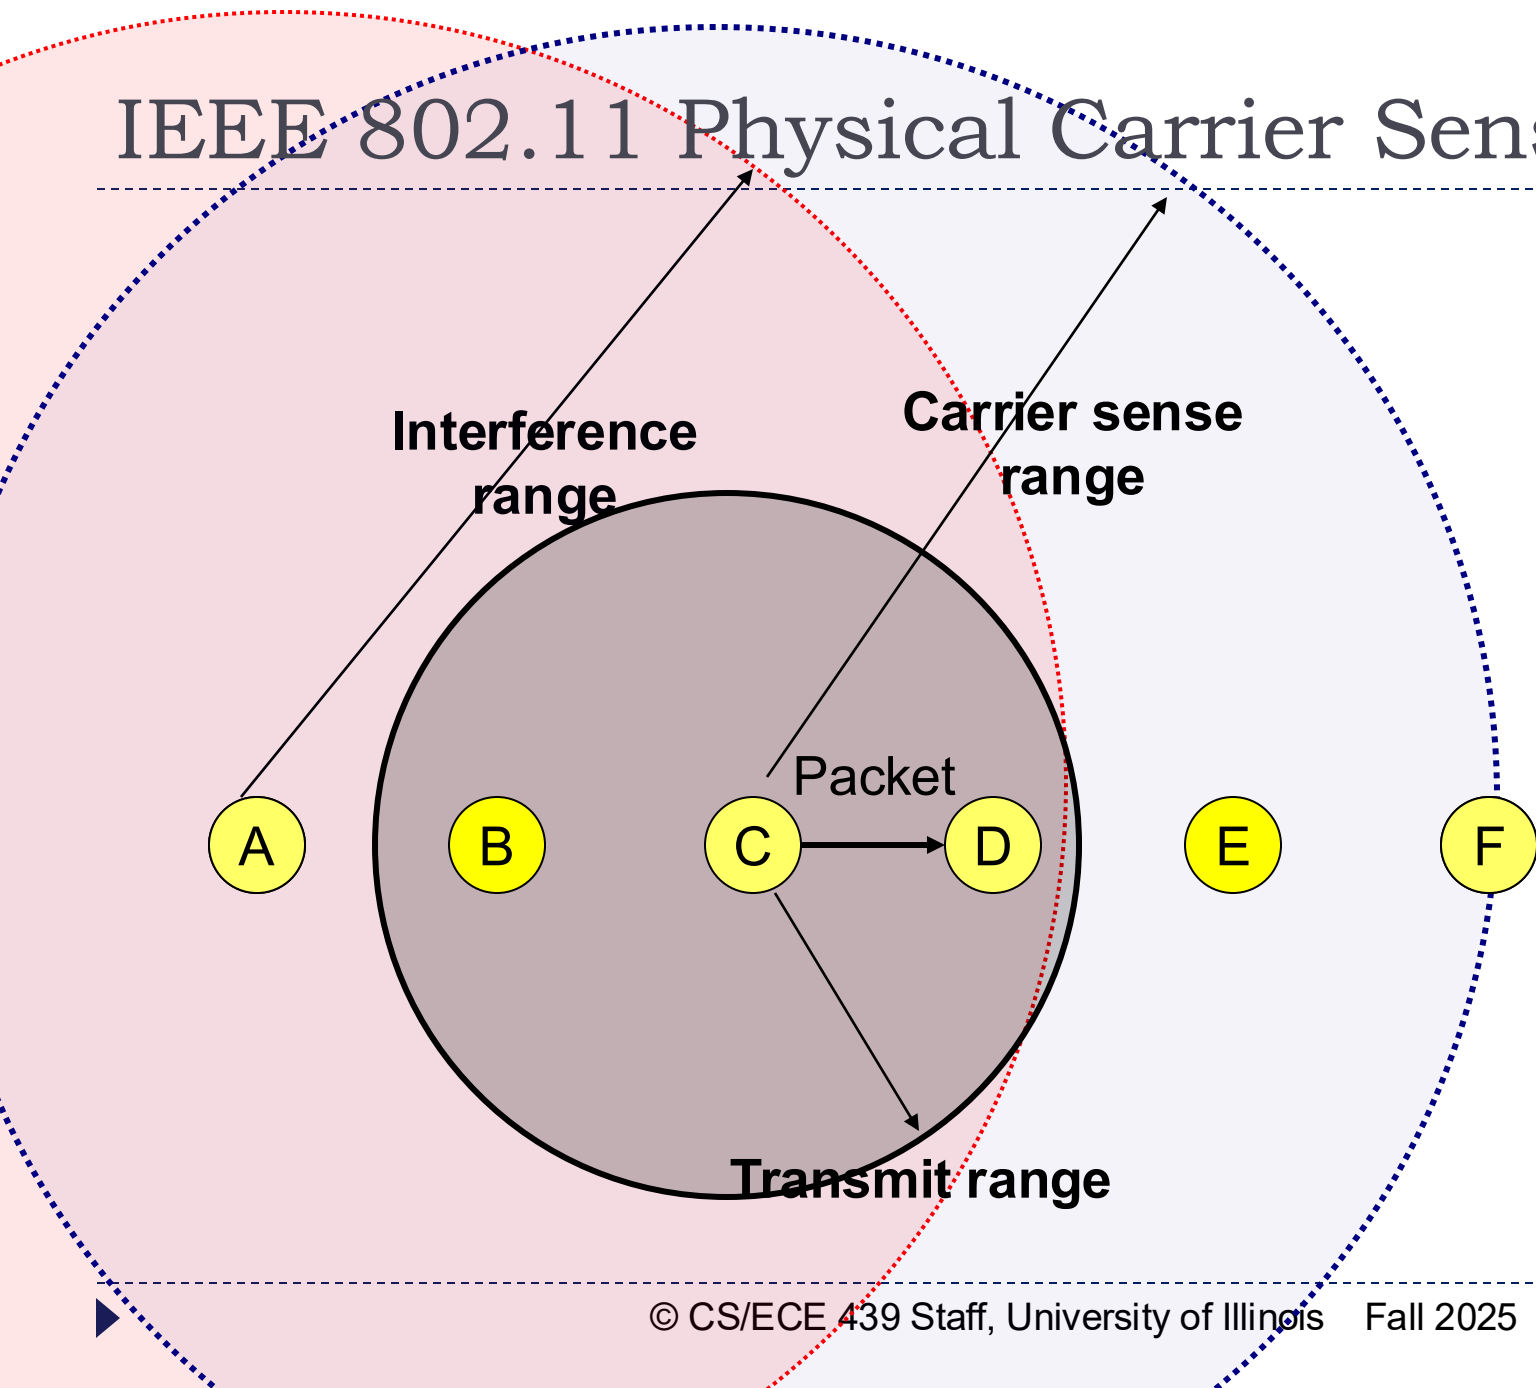 IEEE 802.11 Physical Carrier Sens
Interference
range
Carrier sense
range
Packet
A B C D E F
Transmit range
© CS/ECE 439 Staff, University of Illinois Fall 2025